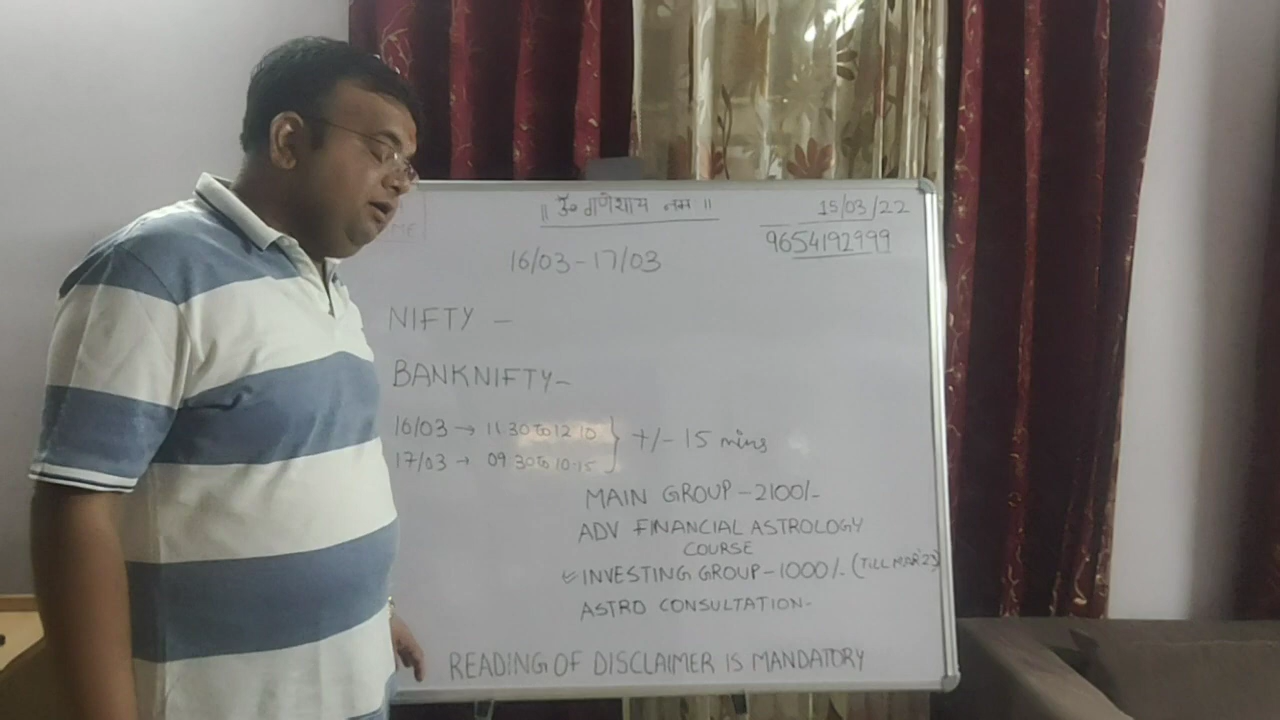 ॥ ॐ गणेशाय नमः ॥
15/03/22
9654192999
16/03 - 17/03
NIFTY -
BANKNIFTY -
16/03 → 11 30 to 12 10 } +/- 15 mins
17/03 → 09 30 to 10 15
MAIN GROUP - 2100/-
ADV FINANCIAL ASTROLOGY
COURSE
INVESTING GROUP - 1000/- (TILL MAR'23)
ASTRO CONSULTATION-
READING OF DISCLAIMER IS MANDATORY